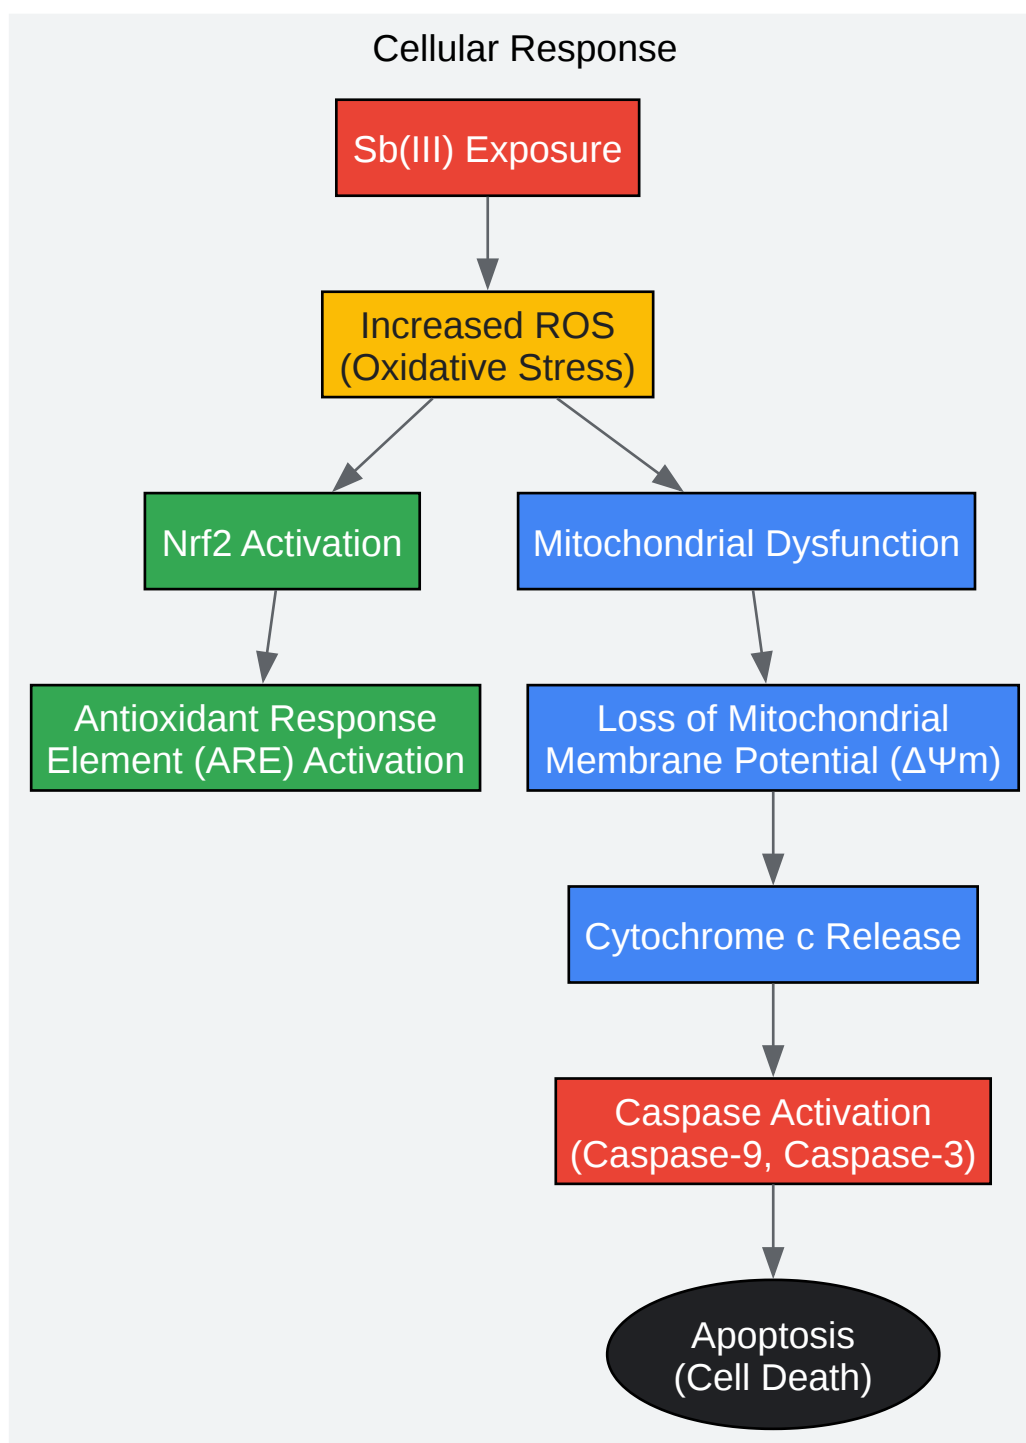 Cellular Response
Sb(III) Exposure
Increased ROS
(Oxidative Stress)
Nrf2 Activation
Mitochondrial Dysfunction
Antioxidant Response
Element (ARE) Activation
Loss of Mitochondrial
Membrane Potential (ΔΨm)
Cytochrome c Release
Caspase Activation
(Caspase-9, Caspase-3)
Apoptosis
(Cell Death)